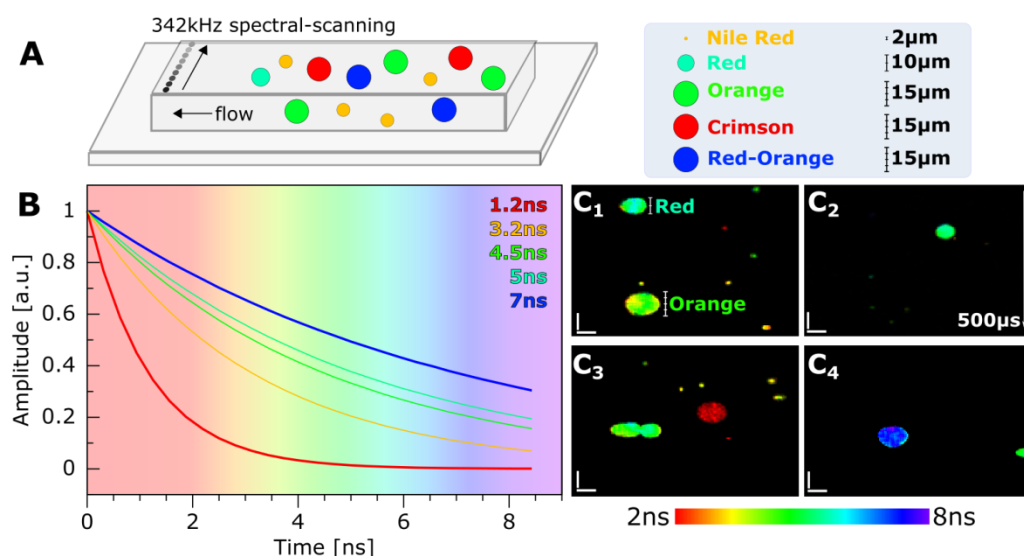 342kHz spectral-scanning
A
flow
Nile Red 2µm
Red 10µm
Orange 15µm
Crimson 15µm
Red-Orange 15µm
B
1.2ns
3.2ns
4.5ns
5ns
7ns
1
0.8
0.6
0.4
0.2
0
Amplitude [a.u.]
0 2 4 6 8
Time [ns]
C1
Red
Orange
C2
500µs
C3
C4
2ns 8ns